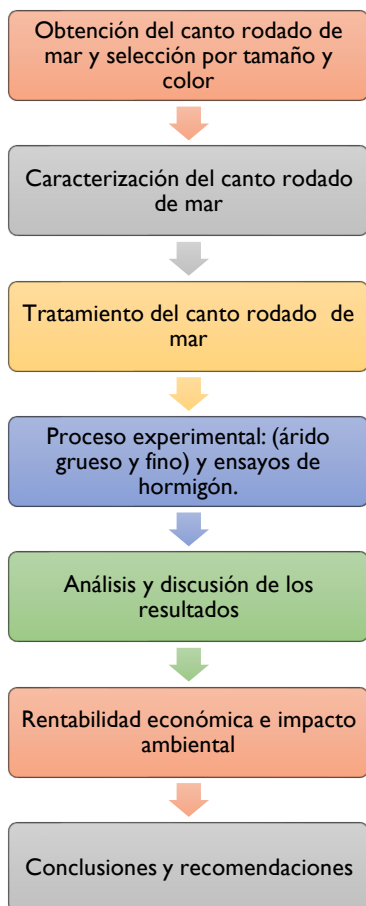 Obtención del canto rodado de
mar y selección por tamaño y
color
Caracterización del canto rodado
de mar
Tratamiento del canto rodado de
mar
Proceso experimental: (árido
grueso y fino) y ensayos de
hormigón.
Análisis y discusión de los
resultados
Rentabilidad económica e impacto
ambiental
Conclusiones y recomendaciones